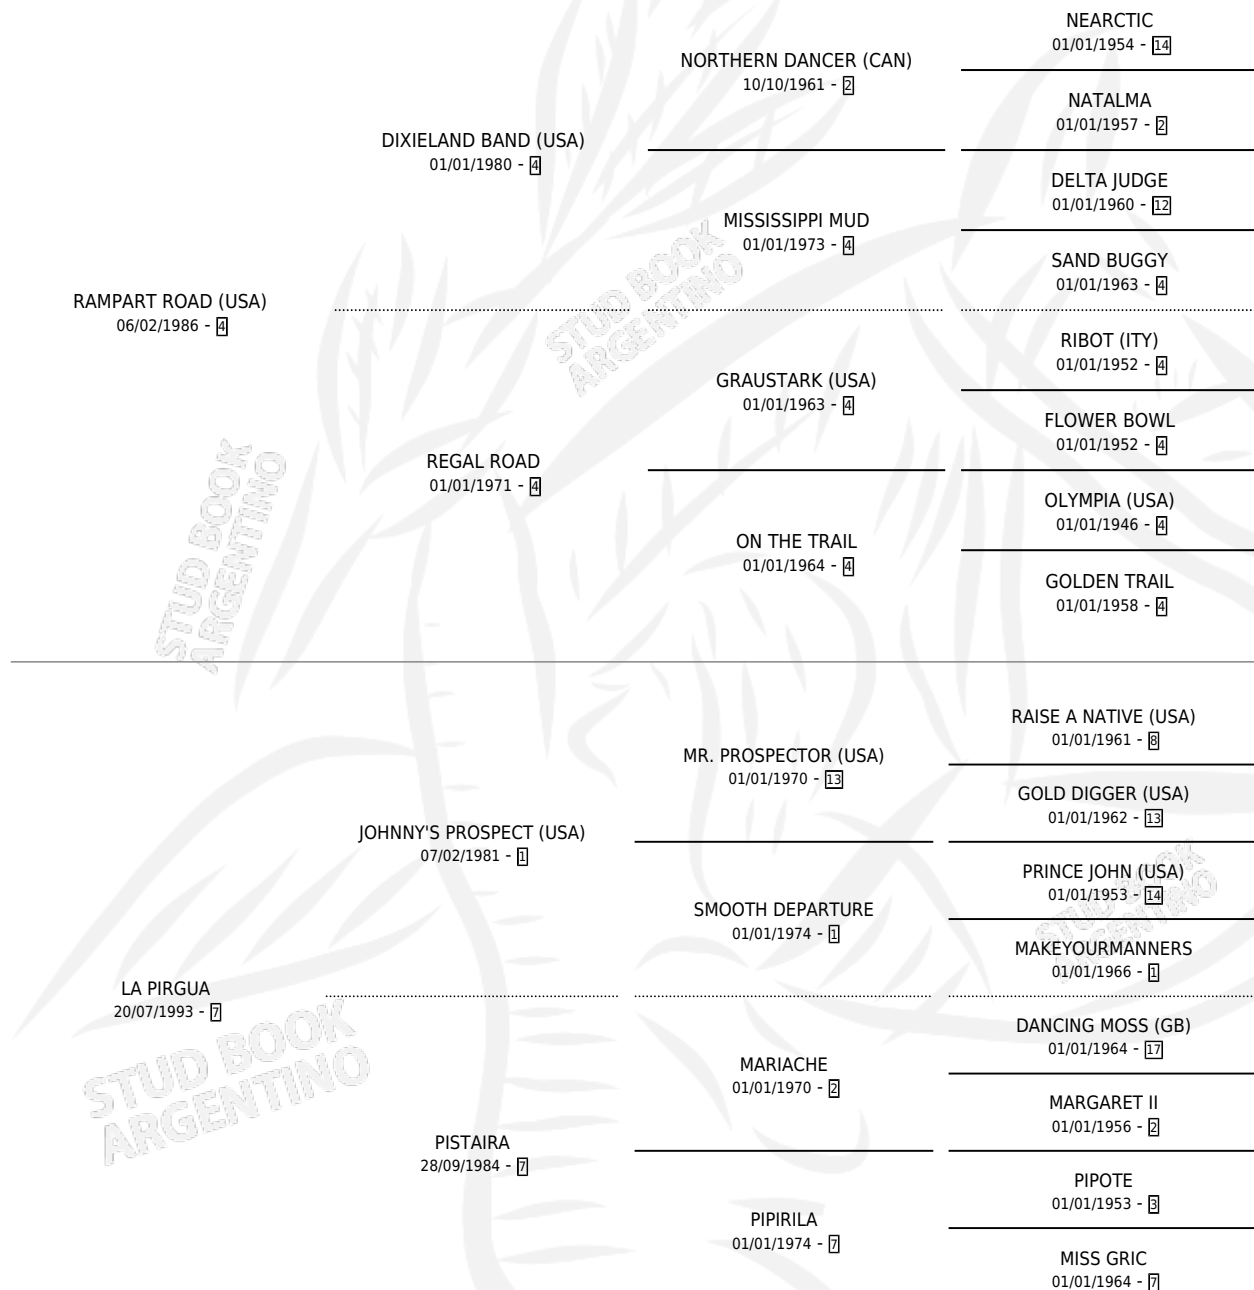 NEARCTIC
01/01/1954 - 14
NORTHERN DANCER (CAN)
10/10/1961 - 2
NATALMA
01/01/1957 - 2
DIXIELAND BAND (USA)
01/01/1980 - 4
DELTA JUDGE
01/01/1960 - 12
MISSISSIPPI MUD
01/01/1973 - 4
SAND BUGGY
01/01/1963 - 4
RAMPART ROAD (USA)
06/02/1986 - 4
STUD BOOK
ARGENTINO
RIBOT (ITY)
01/01/1952 - 4
GRAUSTARK (USA)
01/01/1963 - 4
FLOWER BOWL
01/01/1952 - 4
REGAL ROAD
01/01/1971 - 4
OLYMPIA (USA)
01/01/1946 - 4
ON THE TRAIL
01/01/1964 - 4
GOLDEN TRAIL
01/01/1958 - 4
STUD BOOK
ARGENTINO
RAISE A NATIVE (USA)
01/01/1961 - 8
MR. PROSPECTOR (USA)
01/01/1970 - 13
GOLD DIGGER (USA)
01/01/1962 - 13
JOHNNY'S PROSPECT (USA)
07/02/1981 - 1
PRINCE JOHN (USA)
01/01/1953 - 14
SMOOTH DEPARTURE
01/01/1974 - 1
STUD BOOK
ARGENTINO
MAKEYOURMANNERS
01/01/1966 - 1
LA PIRGUA
20/07/1993 - 7
DANCING MOSS (GB)
01/01/1964 - 17
MARIACHE
01/01/1970 - 2
STUD BOOK
ARGENTINO
MARGARET II
01/01/1956 - 2
PISTAIRA
28/09/1984 - 7
PIPOTE
01/01/1953 - 3
PIPIRILA
01/01/1974 - 7
MISS GRIC
01/01/1964 - 7